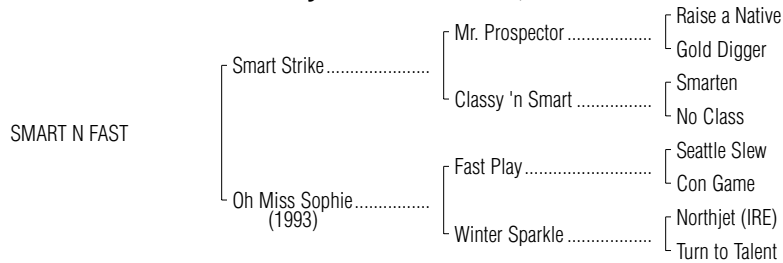 Raise a Native
Mr. Prospector ...................
Gold Digger
Smart Strike.......................
Smarten
Classy 'n Smart .................
No Class
SMART N FAST
Seattle Slew
Fast Play............................
Con Game
Oh Miss Sophie................
(1993)
Northjet (IRE)
Winter Sparkle ...................
Turn to Talent